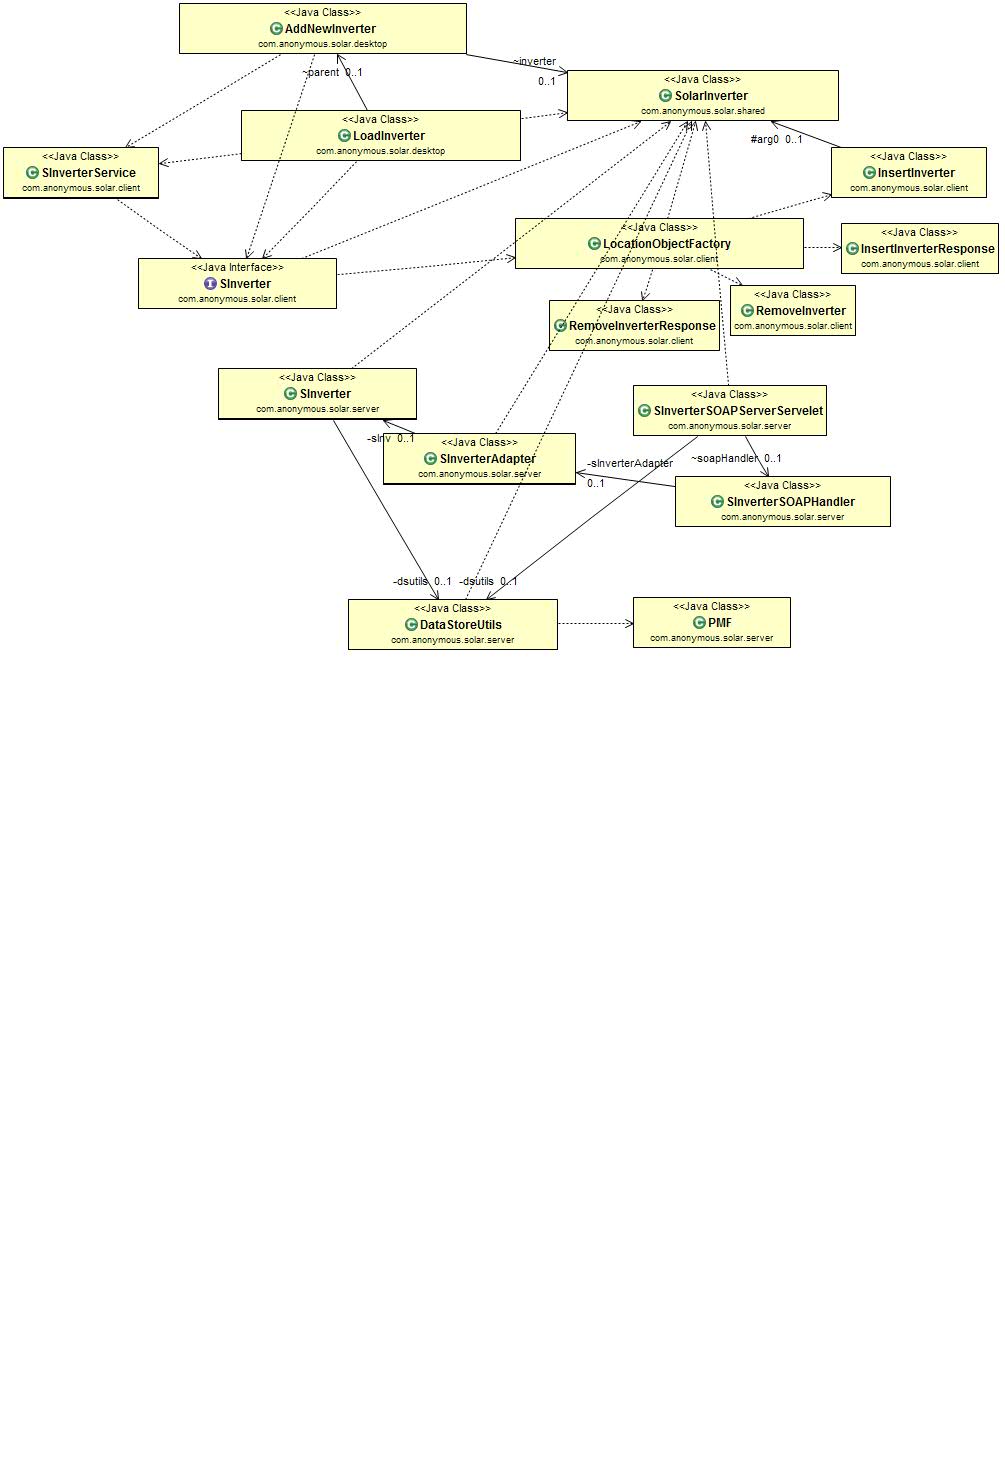 <<Java Class>>
AddNewInverter
com.anonymous.solar.desktop
~parent 0..1
~inverter
0..1
<<Java Class>>
SolarInverter
com.anonymous.solar.shared
<<Java Class>>
LoadInverter
com.anonymous.solar.desktop
#arg0 0..1
<<Java Class>>
SInverterService
com.anonymous.solar.client
<<Java Class>>
InsertInverter
com.anonymous.solar.client
<<Java Class>>
LocationObjectFactory
com.anonymous.solar.client
<<Java Class>>
InsertInverterResponse
com.anonymous.solar.client
<<Java Interface>>
SInverter
com.anonymous.solar.client
<<Java Class>>
RemoveInverter
com.anonymous.solar.client
<<Java Class>>
RemoveInverterResponse
com.anonymous.solar.client
<<Java Class>>
SInverter
com.anonymous.solar.server
<<Java Class>>
SInverterSOAPServerServelet
com.anonymous.solar.server
-sInv 0..1
<<Java Class>>
SInverterAdapter
com.anonymous.solar.server
-sInverterAdapter
0..1
~soapHandler 0..1
<<Java Class>>
SInverterSOAPHandler
com.anonymous.solar.server
-dsutils 0..1
-dsutils 0..1
<<Java Class>>
DataStoreUtils
com.anonymous.solar.server
<<Java Class>>
PMF
com.anonymous.solar.server